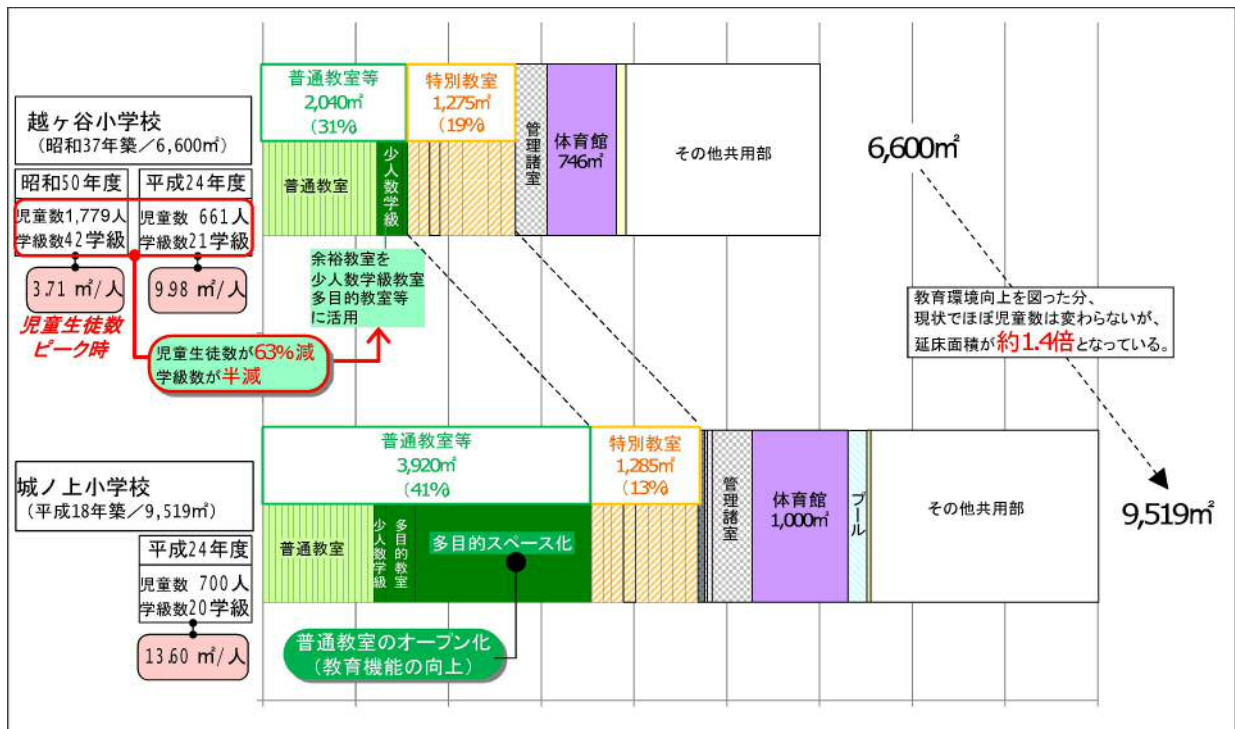 越ヶ谷小学校
（昭和37年築／6,600㎡）
昭和50年度
平成24年度
児童数1,779人
学級数42学級
児童数 661人
学級数21学級
3.71 ㎡/人
9.98 ㎡/人
児童生徒数
ピーク時
児童生徒数が63%減
学級数が半減
普通教室等
2,040㎡
(31%)
特別教室
1,275㎡
(19%)
普通教室
少人数学級
管理諸室
体育館
746㎡
その他共用部
6,600㎡
余裕教室を
少人数学級教室
多目的教室等
に活用
教育環境向上を図った分、
現状でほぼ児童数は変わらないが、
延床面積が約1.4倍となっている。
城ノ上小学校
（平成18年築／9,519㎡）
平成24年度
児童数 700人
学級数20学級
13.60 ㎡/人
普通教室等
3,920㎡
(41%)
特別教室
1,285㎡
(13%)
普通教室
少人数学級
多目的教室
多目的スペース化
管理諸室
体育館
1,000㎡
プール
その他共用部
9,519㎡
普通教室のオープン化
（教育機能の向上）